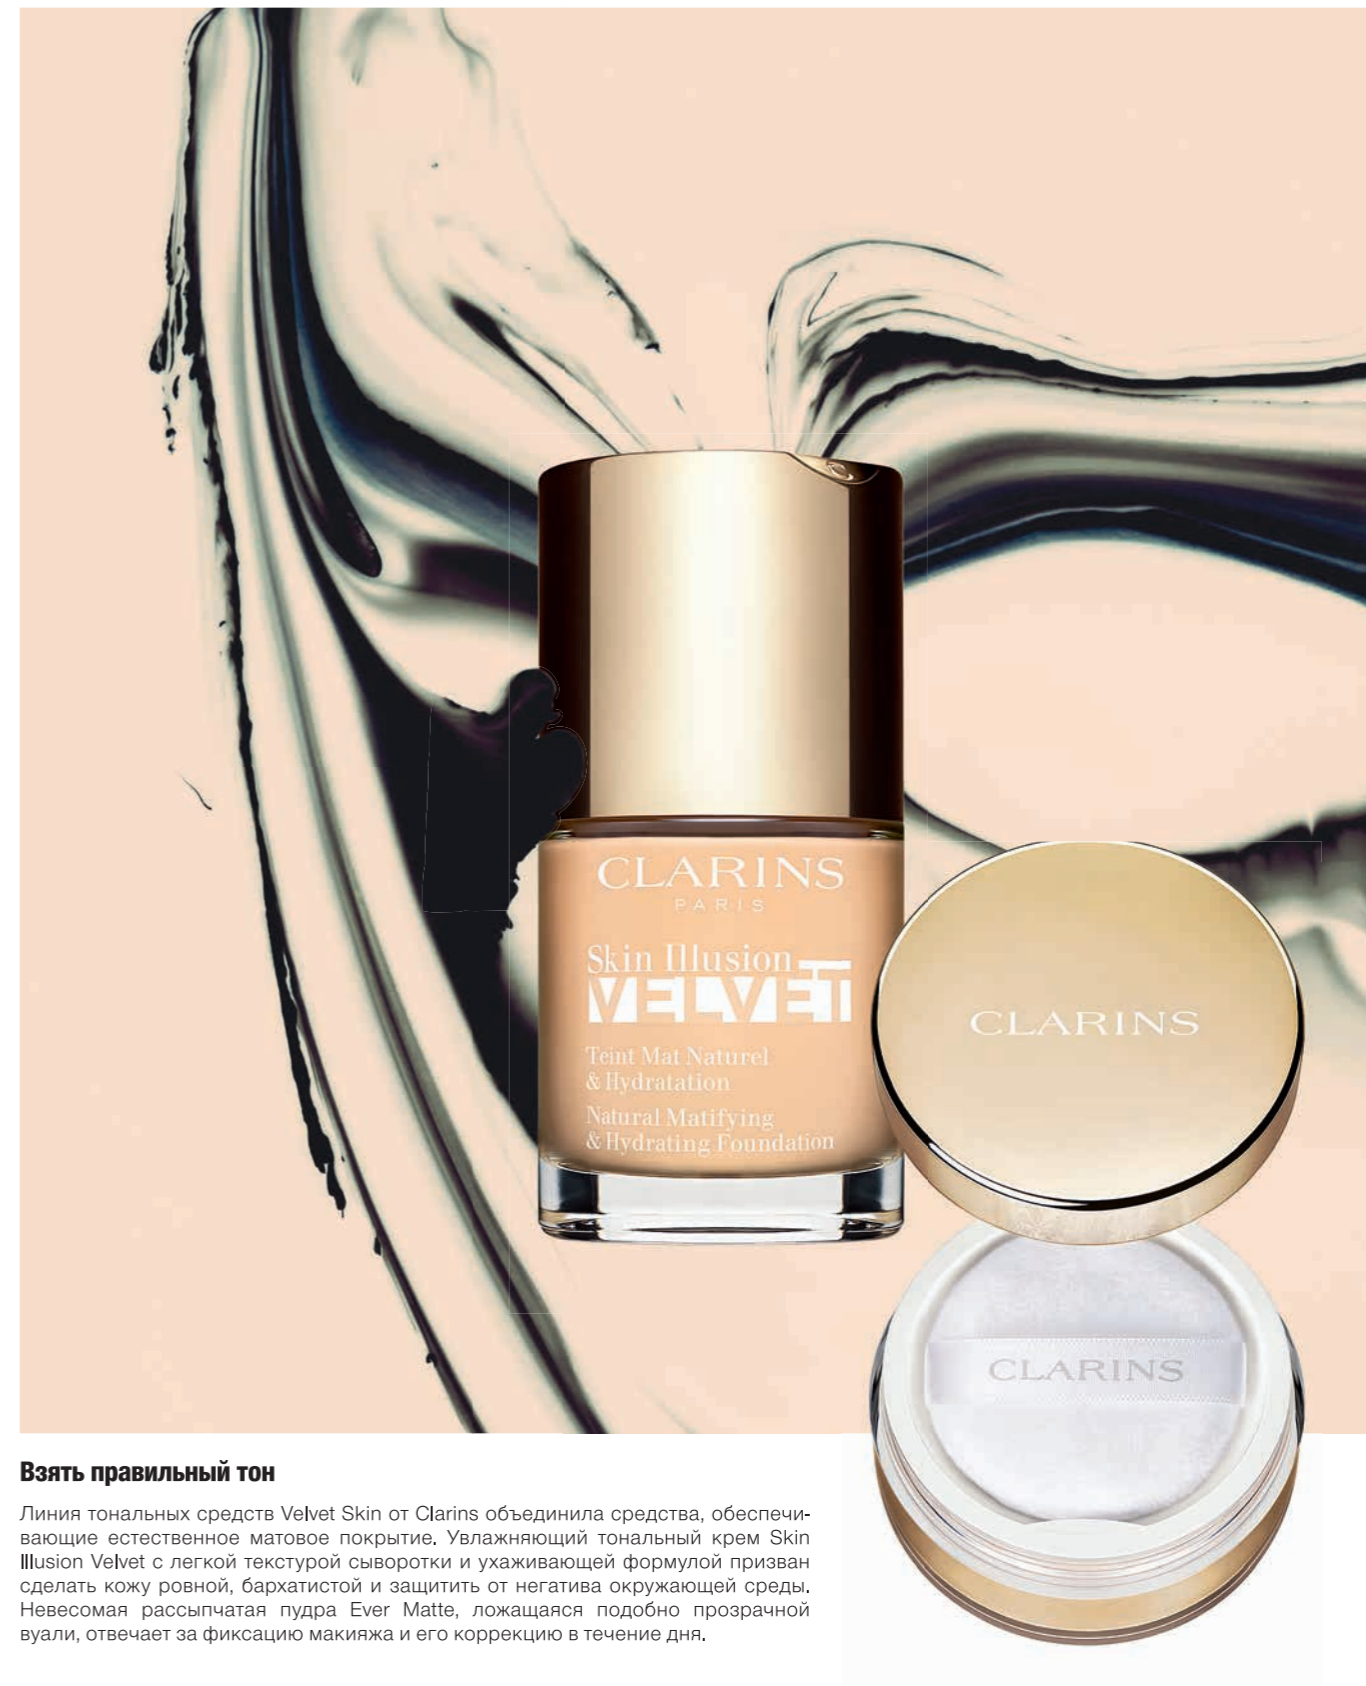 CLARINS
PARIS
Skin Illusion
VELVET
Teint Mat Naturel
& Hydratation
Natural Matifying
& Hydrating Foundation
CLARINS
CLARINS
Взять правильный тон
Линия тональных средств Velvet Skin от Clarins объединила средства, обеспечи-
вающие естественное матовое покрытие. Увлажняющий тональный крем Skin
Illusion Velvet с легкой текстурой сыворотки и ухаживающей формулой призван
сделать кожу ровной, бархатистой и защитить от негатива окружающей среды.
Невесомая рассыпчатая пудра Ever Matte, ложащаяся подобно прозрачной
вуали, отвечает за фиксацию макияжа и его коррекцию в течение дня.